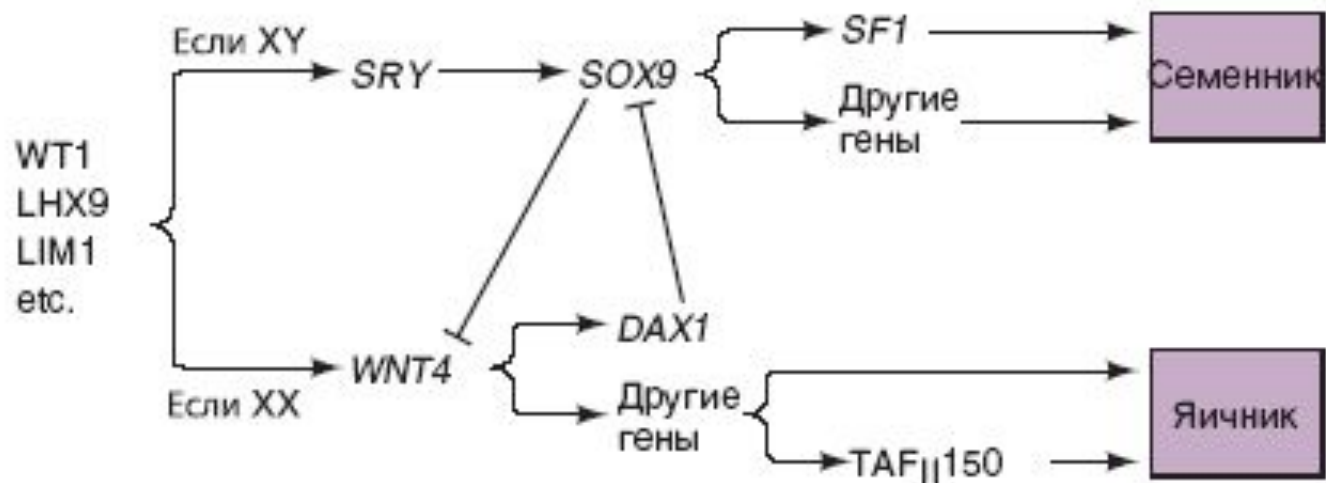 Если XY
SRY
SOX9
SF1
Другие
гены
Семенник
WT1
LHX9
LIM1
etc.
Если XX
WNT4
DAX1
Другие
гены
TAFII150
Яичник